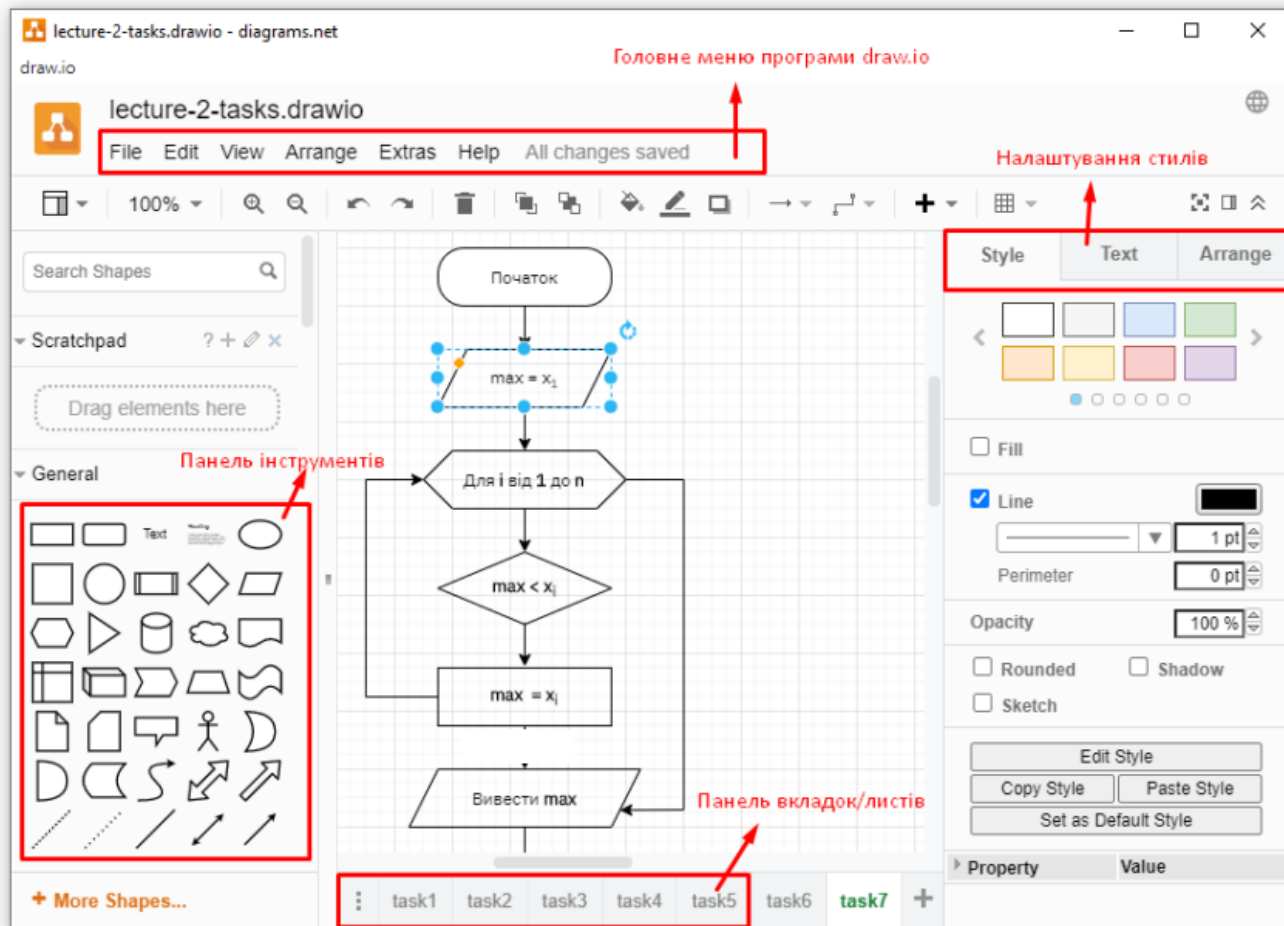 lecture-2-tasks.drawio - diagrams.net
draw.io
Головне меню програми draw.io
lecture-2-tasks.drawio
File Edit View Arrange Extras Help All changes saved
Налаштування стилів
100%
Search Shapes
Scratchpad
?
Drag elements here
General
Панель інструментів
Text
Початок
max = x₁
Для i від 1 до n
max < xᵢ
max = xᵢ
Вивести max
Панель вкладок/листів
Style Text Arrange
Fill
Line
1 pt
Perimeter 0 pt
Opacity 100 %
Rounded Shadow
Sketch
Edit Style
Copy Style Paste Style
Set as Default Style
Property Value
+ More Shapes...
task1 task2 task3 task4 task5 task6 task7 +